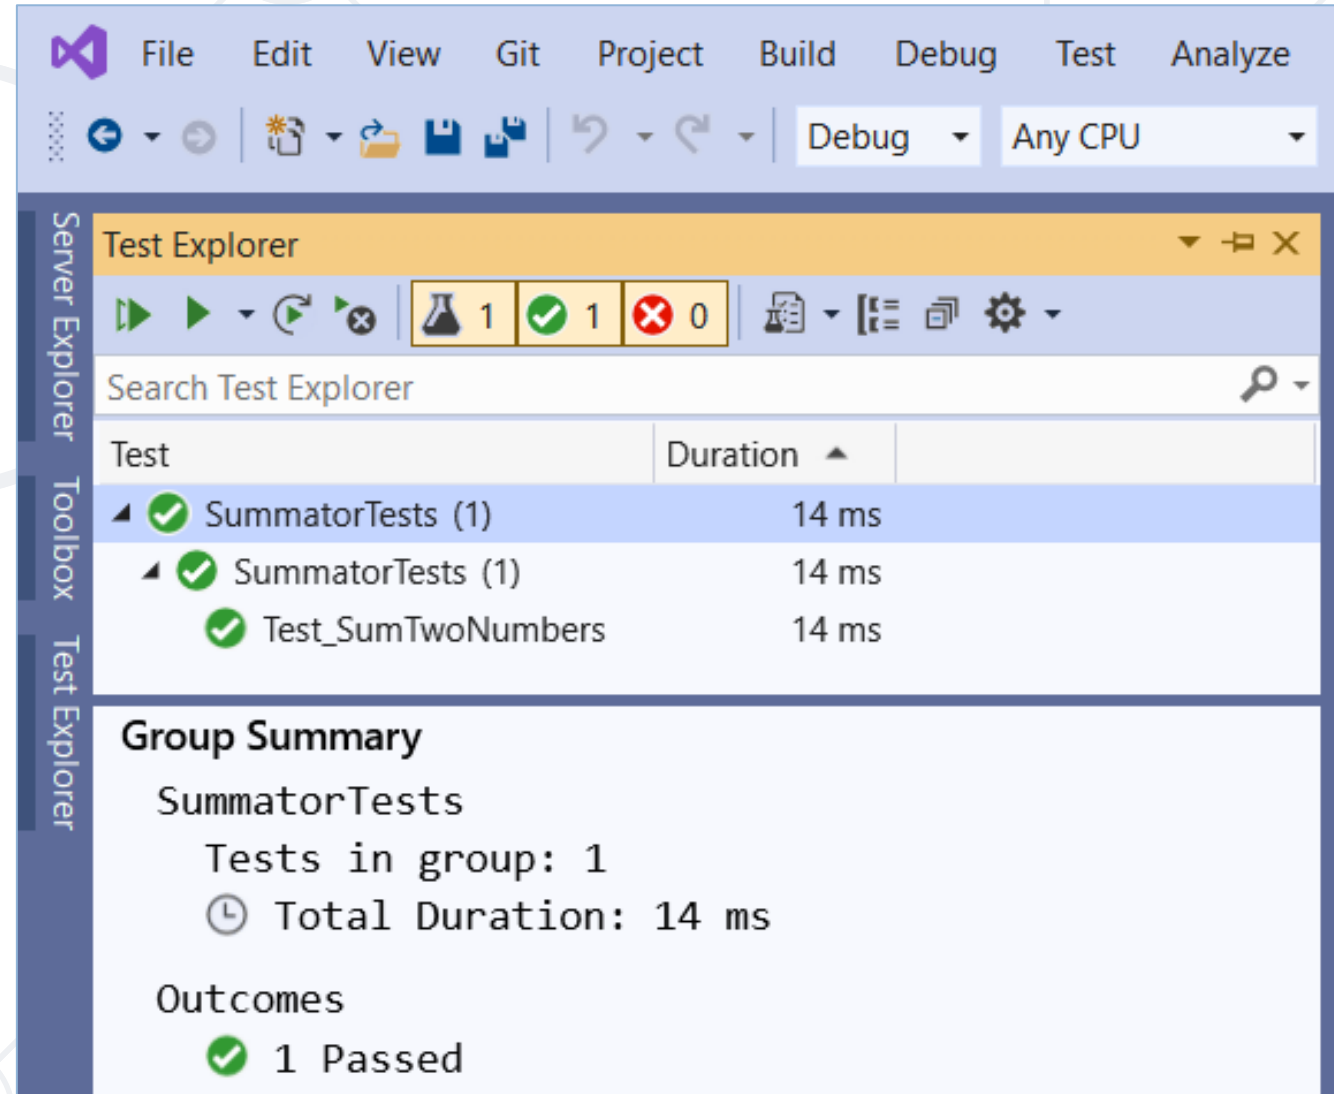 File Edit View Git Project Build Debug Test Analyze
Debug Any CPU
Server Explorer
Toolbox
Test Explorer
Test Explorer
1 1 0
Search Test Explorer
Test Duration
SummatorTests (1) 14 ms
SummatorTests (1) 14 ms
Test_SumTwoNumbers 14 ms
Group Summary
SummatorTests
Tests in group: 1
Total Duration: 14 ms
Outcomes
1 Passed